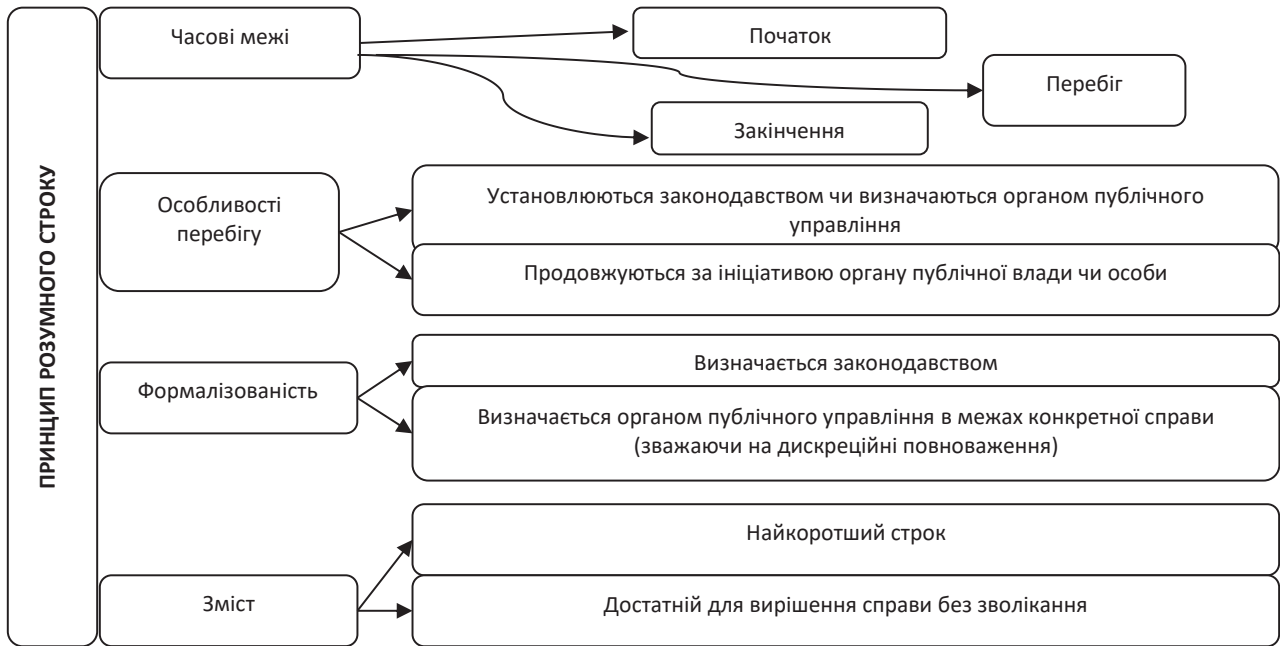 ПРИНЦИП РОЗУМНОГО СТРОКУ
Часові межі
Початок
Перебіг
Закінчення
Особливості
перебігу
Установлюються законодавством чи визначаються органом публічного
управління
Продовжуються за ініціативою органу публічної влади чи особи
Формалізованість
Визначається законодавством
Визначається органом публічного управління в межах конкретної справи
(зважаючи на дискреційні повноваження)
Зміст
Найкоротший строк
Достатній для вирішення справи без зволікання